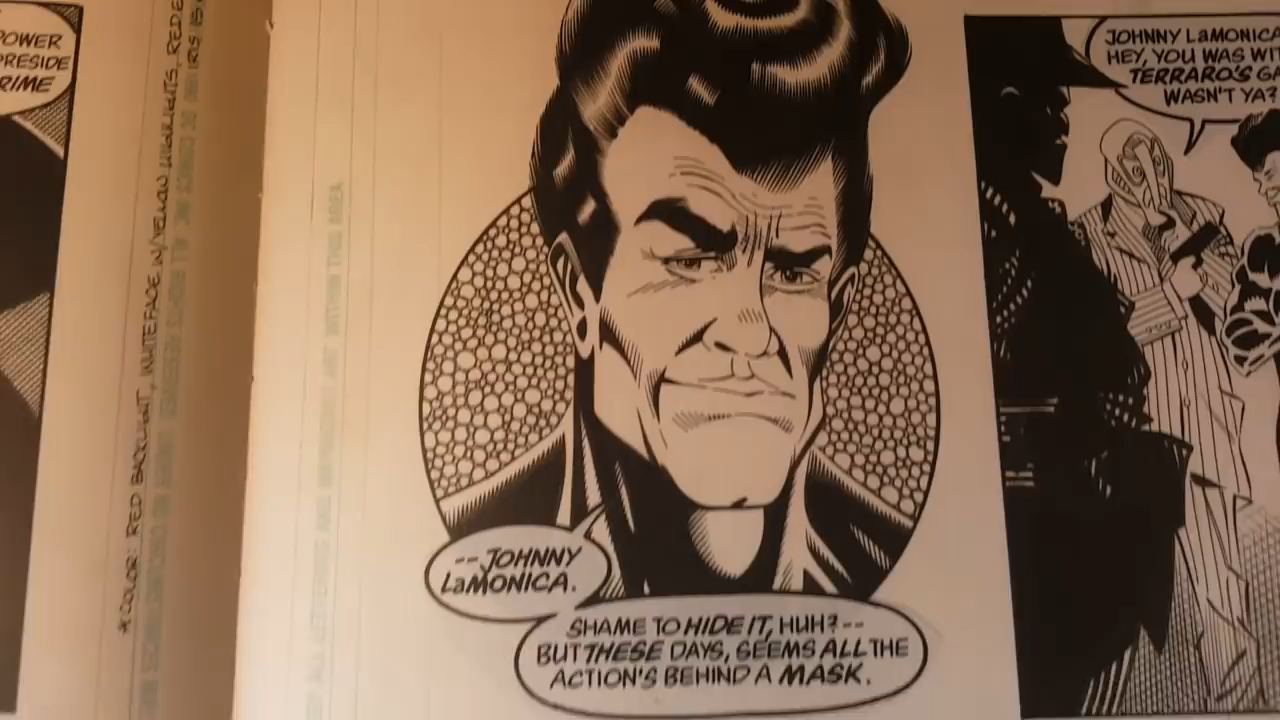 POWER
PRESIDE
RIME
*COLOR: RED BACKLIGHT, WHITEFACE IN/YELLOW HIGHLIGHTS, RED E
-- JOHNNY
LaMONICA.
SHAME TO HIDE IT, HUH? --
BUT THESE DAYS, SEEMS ALL THE
ACTION'S BEHIND A MASK.
JOHNNY LaMONICA
HEY, YOU WAS WIT
TERRARO'S GA
WASN'T YA?